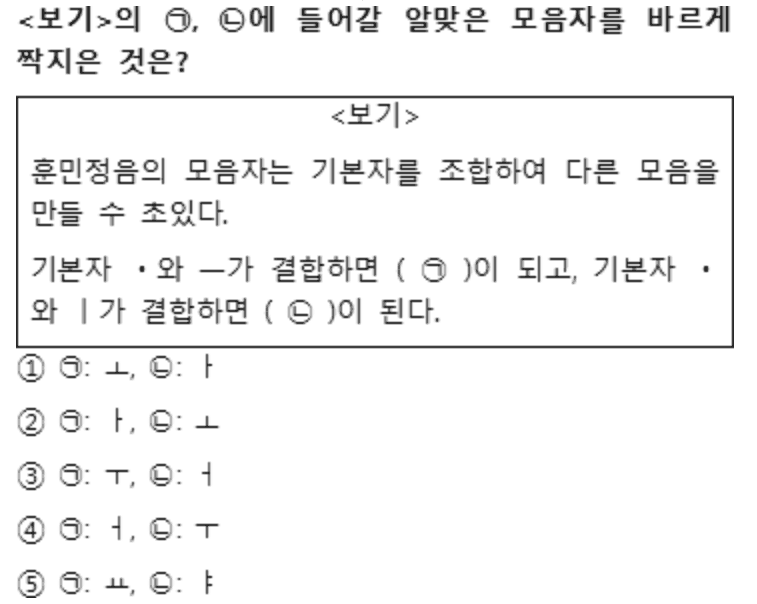 <보기>의 ㉠, ㉡에 들어갈 알맞은 모음자를 바르게
짝지은 것은?
<보기>
훈민정음의 모음자는 기본자를 조합하여 다른 모음을
만들 수 초있다.
기본자 ㆍ와 ㅡ가 결합하면 ( ㉠ )이 되고, 기본자 ㆍ
와 ㅣ가 결합하면 ( ㉡ )이 된다.
① ㉠: ㅗ, ㉡: ㅏ
② ㉠: ㅏ, ㉡: ㅗ
③ ㉠: ㅜ, ㉡: ㅓ
④ ㉠: ㅓ, ㉡: ㅜ
⑤ ㉠: ㅛ, ㉡: ㅑ